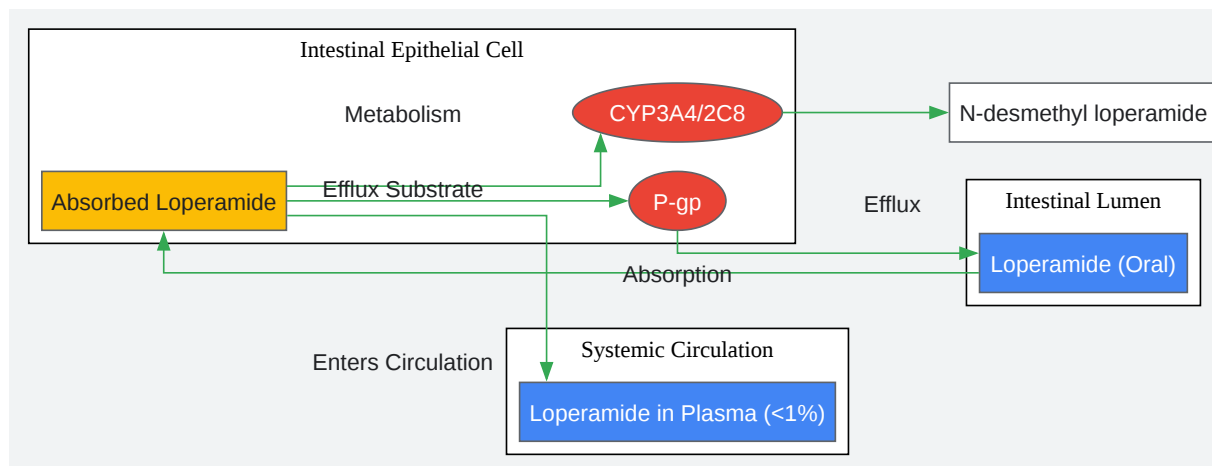 Intestinal Epithelial Cell
Metabolism
CYP3A4/2C8
N-desmethyl loperamide
Absorbed Loperamide
Efflux Substrate
P-gp
Efflux
Intestinal Lumen
Loperamide (Oral)
Absorption
Enters Circulation
Systemic Circulation
Loperamide in Plasma (<1%)